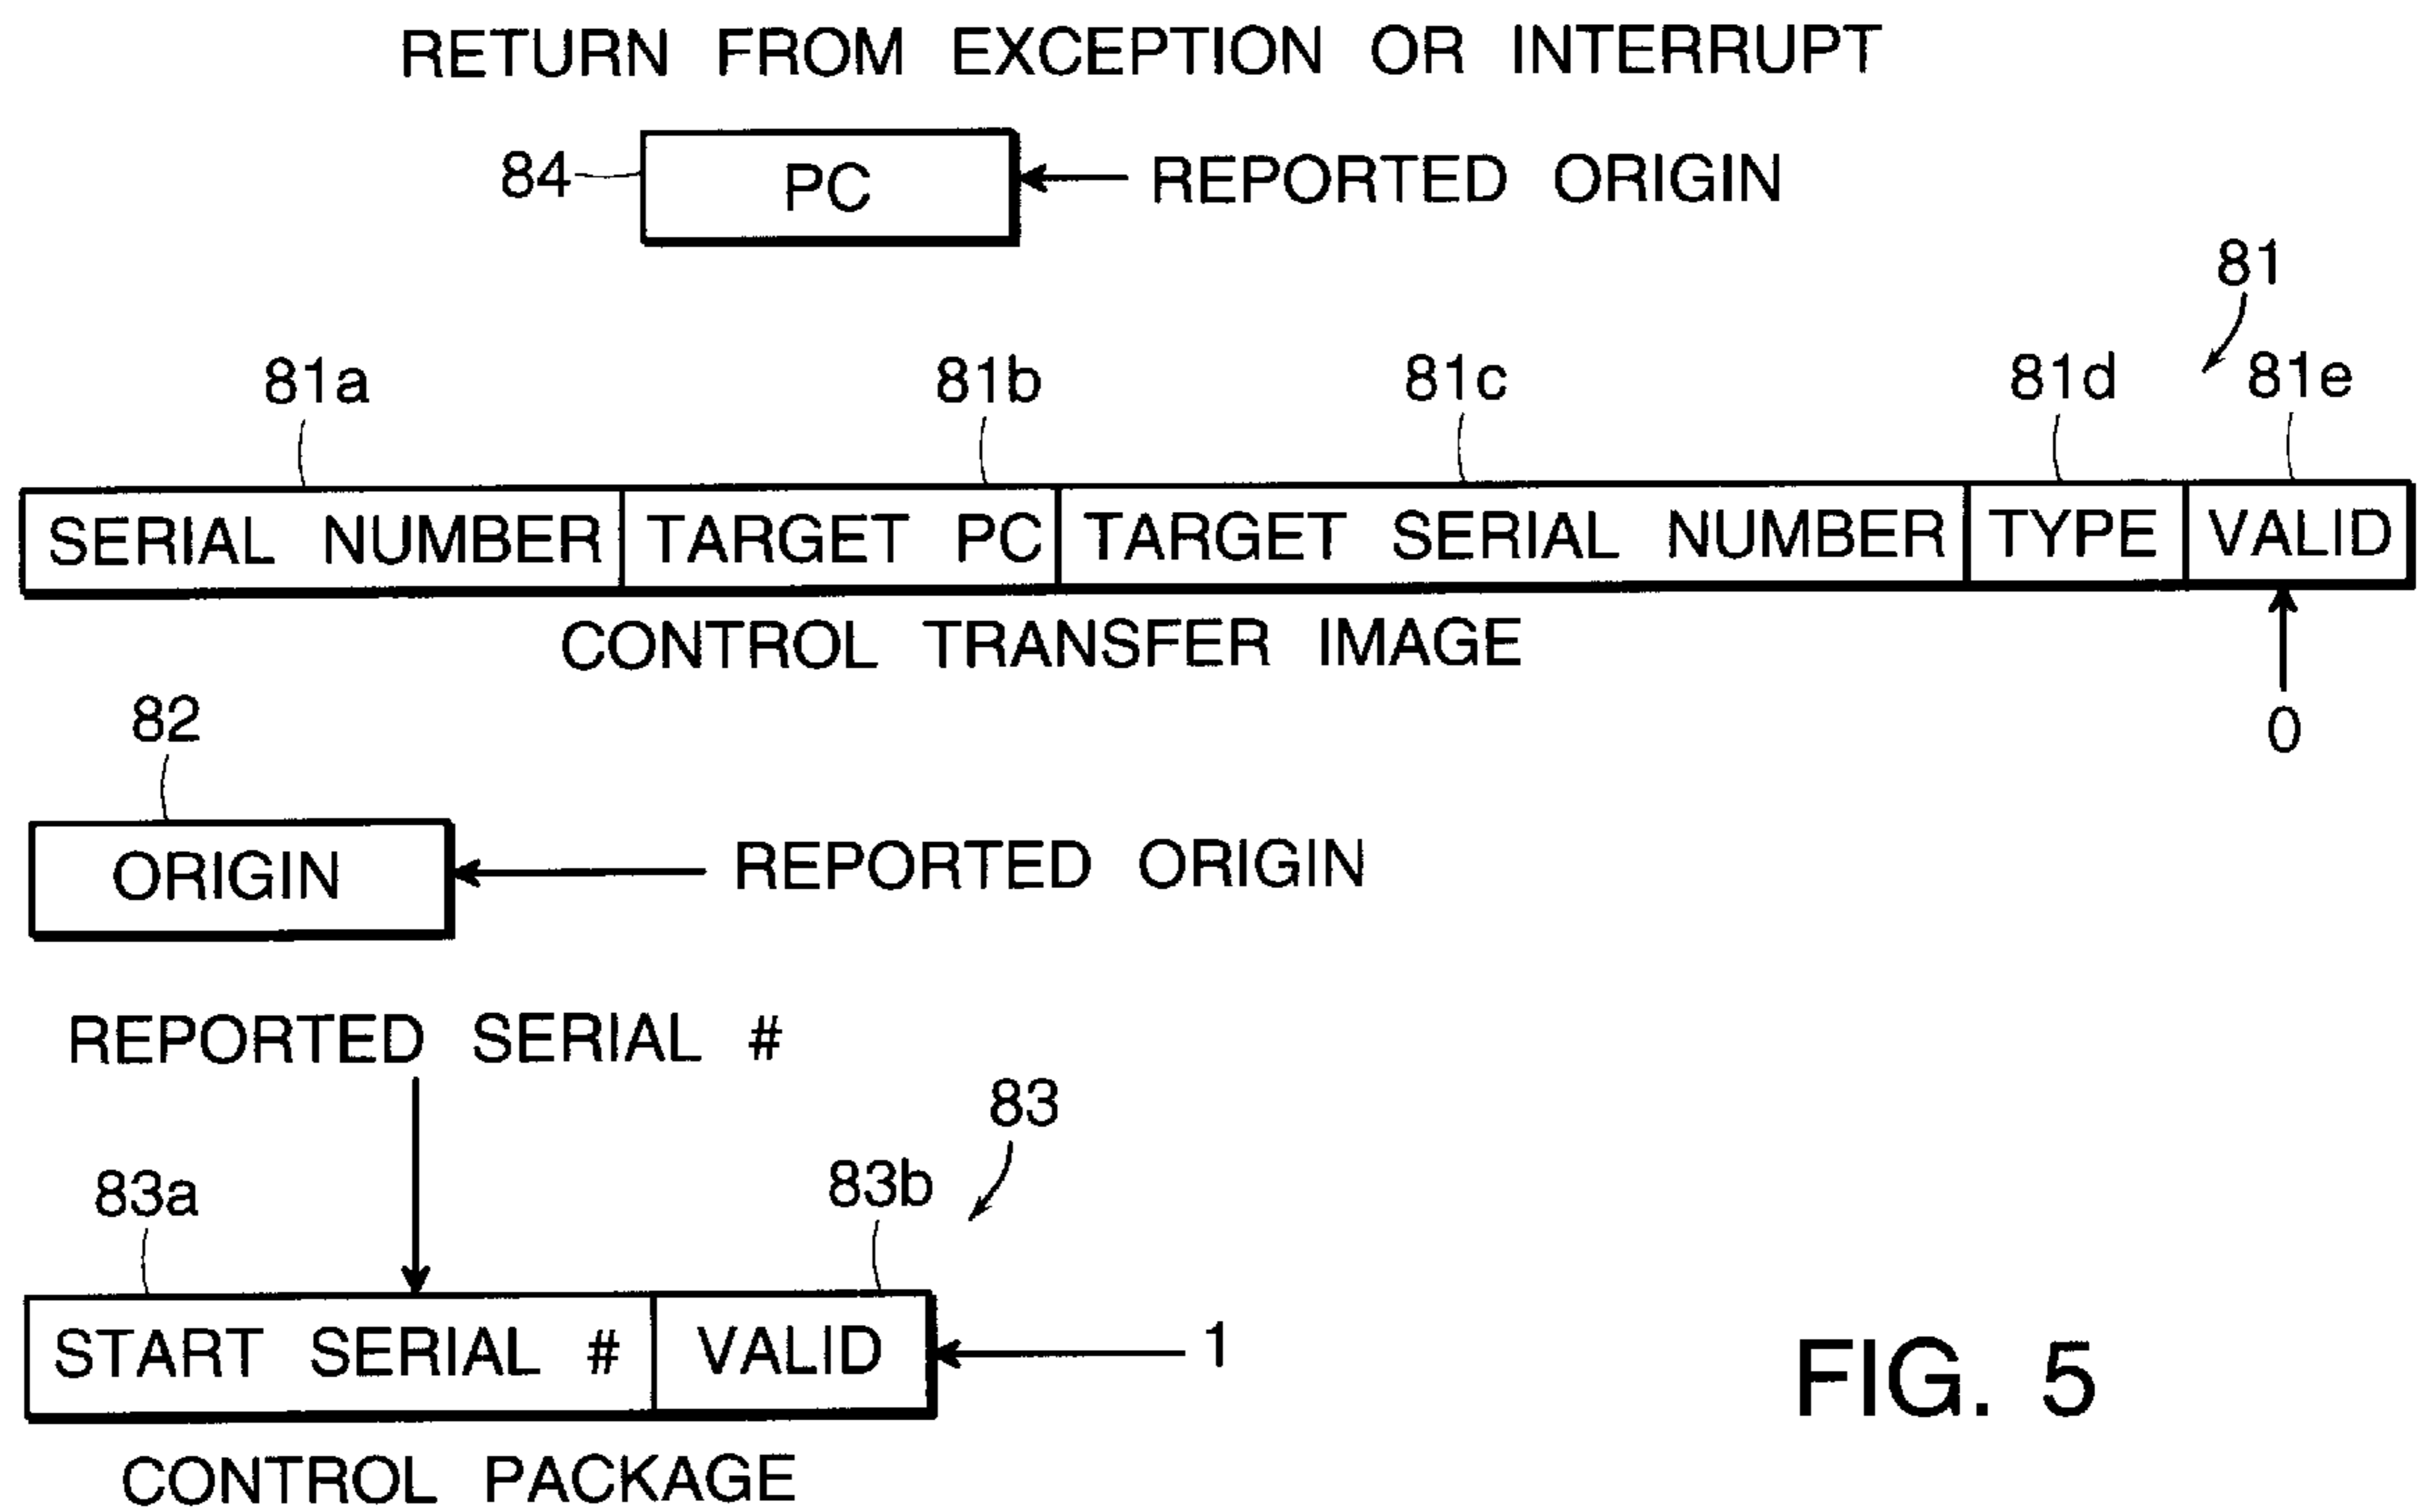 RETURN FROM EXCEPTION OR INTERRUPT
84
PC
REPORTED ORIGIN
81
81a 81b 81c 81d 81e
SERIAL NUMBER TARGET PC TARGET SERIAL NUMBER TYPE VALID
CONTROL TRANSFER IMAGE
0
82
ORIGIN
REPORTED ORIGIN
REPORTED SERIAL #
83
83a 83b
START SERIAL # VALID
1
CONTROL PACKAGE
FIG. 5